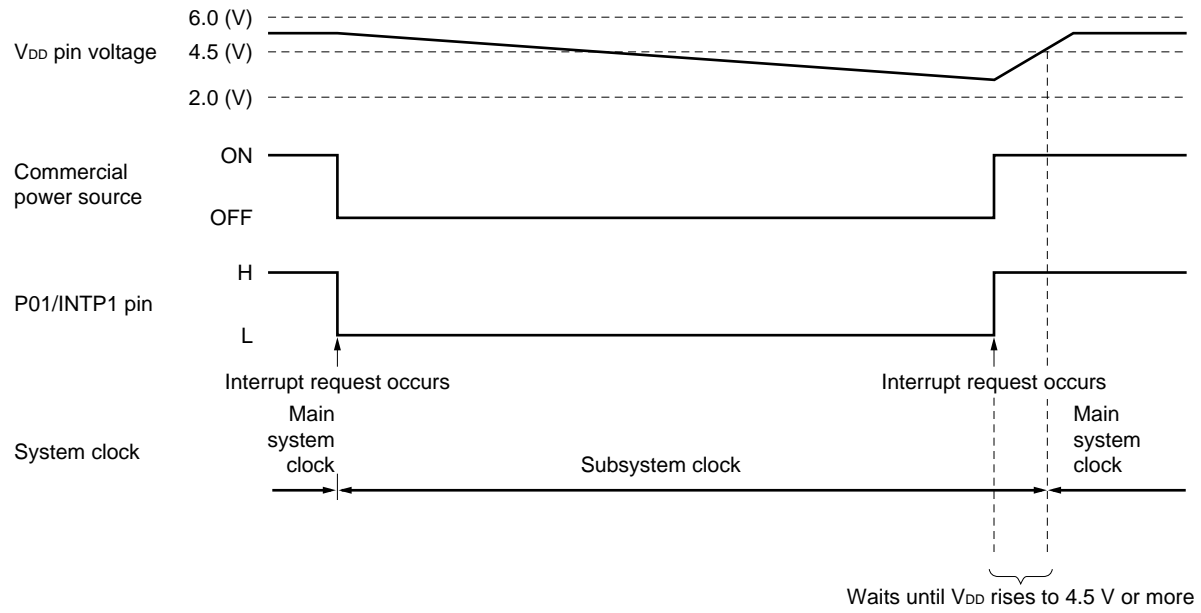 6.0 (V)
VDD pin voltage
4.5 (V)
2.0 (V)
Commercial
power source
ON
OFF
P01/INTP1 pin
H
L
Interrupt request occurs
Interrupt request occurs
System clock
Main
system
clock
Subsystem clock
Main
system
clock
Waits until VDD rises to 4.5 V or more